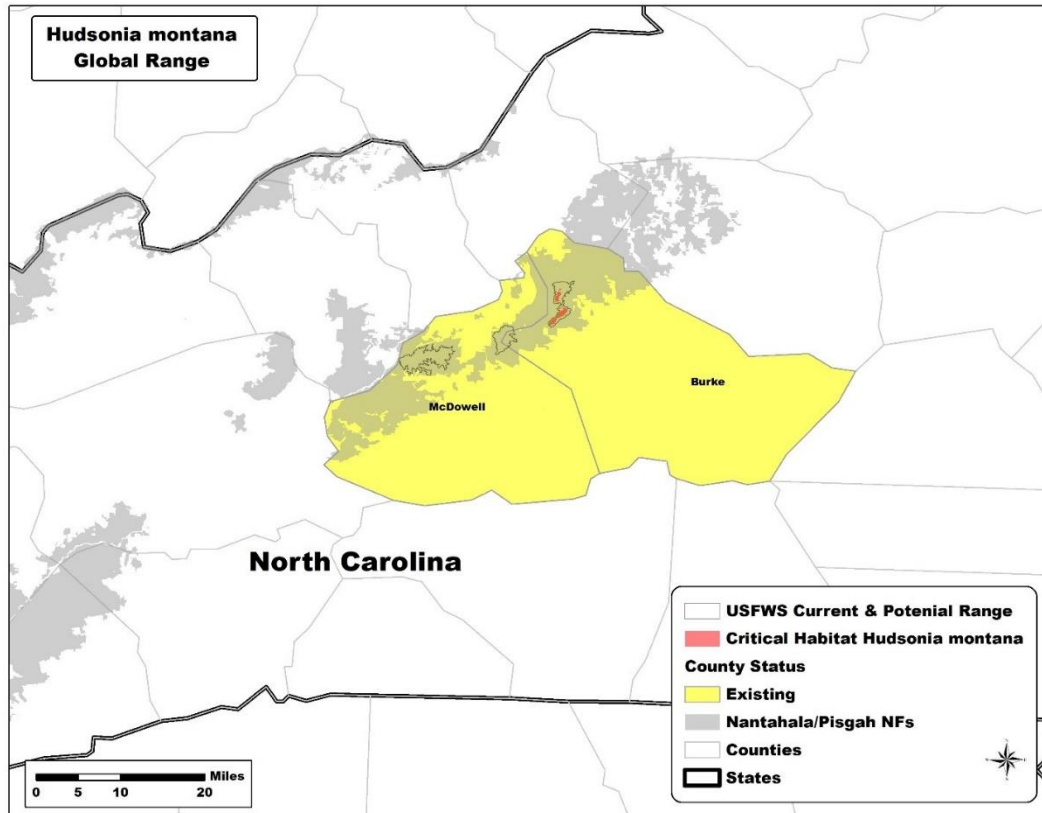 Hudsonia montana
Global Range
Burke
McDowell
North Carolina
USFWS Current & Potenial Range
Critical Habitat Hudsonia montana
County Status
Existing
Nantahala/Pisgah NFs
Counties
States
Miles
0 5 10 20